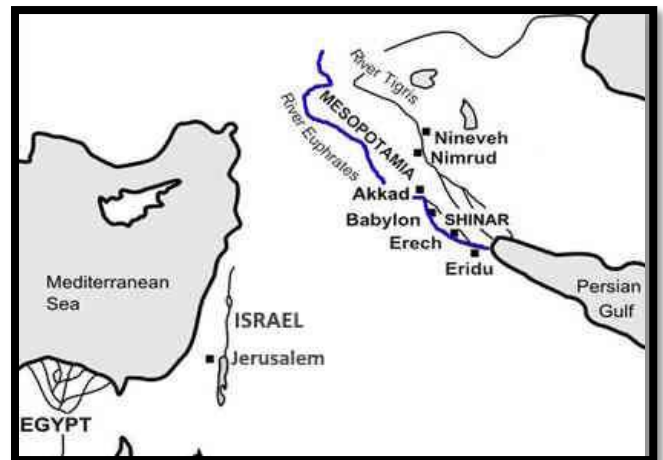 River Tigris
MESOPOTAMIA
River Euphrates
Nineveh
Nimrud
Akkad
Babylon
SHINAR
Erech
Eridu
Mediterranean
Sea
Persian
Gulf
ISRAEL
Jerusalem
EGYPT